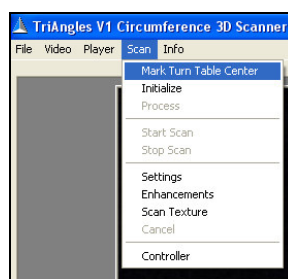 TriAngles V1 Circumference 3D Scanner
File Video Player Scan Info
Mark Turn Table Center
Initialize
Process
Start Scan
Stop Scan
Settings
Enhancements
Scan Texture
Cancel
Controller